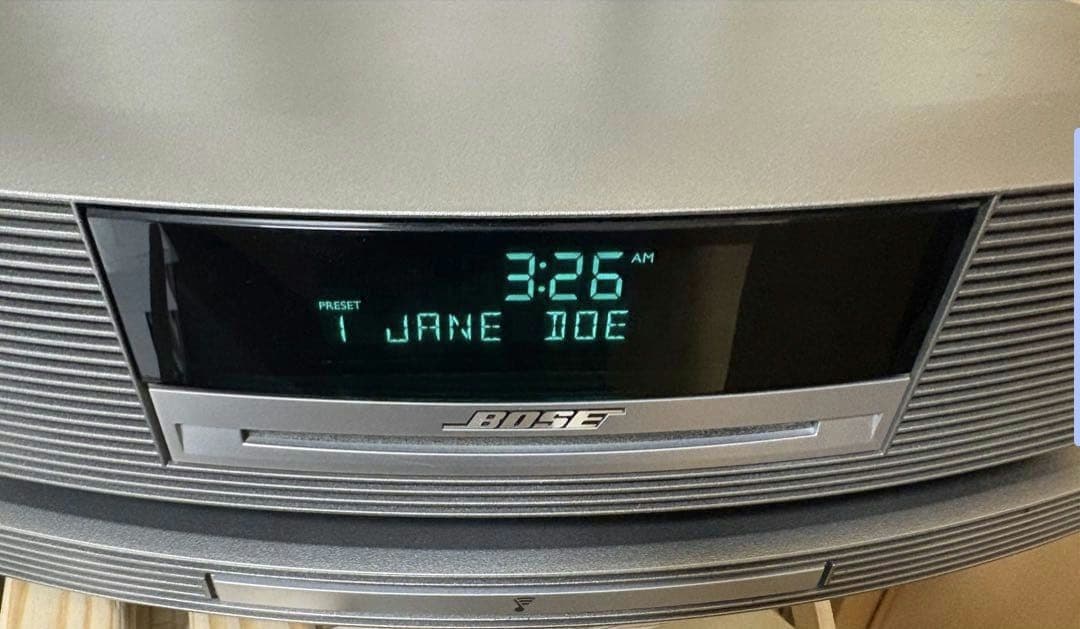 3:26 AM
PRESET
1 JANE DOE
BOSE